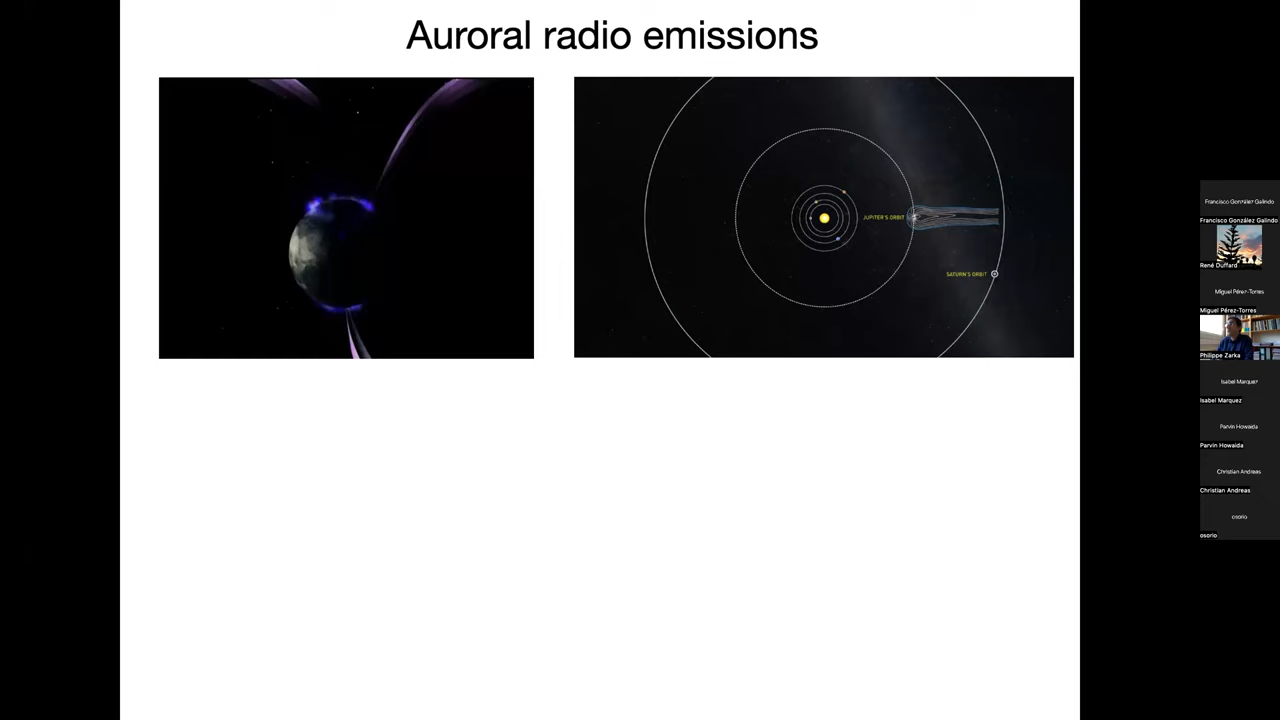 Auroral radio emissions
JUPITER'S ORBIT
SATURN'S ORBIT
Francisco González Galindo
Francisco González Galindo
René Duffard
Miguel Pérez-Torres
Miguel Pérez-Torres
Philippe Zarka
Isabel Marquez
Isabel Marquez
Parvin Howaida
Parvin Howaida
Christian Andreas
Christian Andreas
osorio
osorio